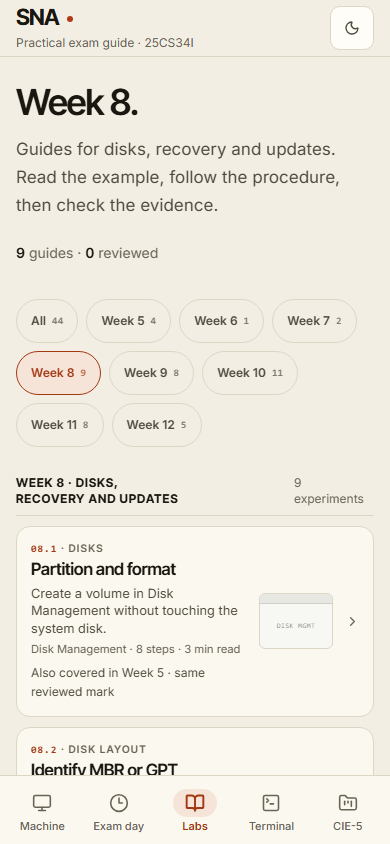 SNA
Practical exam guide · 25CS34I
Week 8.
Guides for disks, recovery and updates.
Read the example, follow the procedure,
then check the evidence.
9 guides · 0 reviewed
All 44
Week 5 4
Week 6 1
Week 7 2
Week 8 9
Week 9 8
Week 10 11
Week 11 8
Week 12 5
WEEK 8 · DISKS,
RECOVERY AND UPDATES
9
experiments
08.1 · DISKS
Partition and format
Create a volume in Disk
Management without touching the
system disk.
Disk Management · 8 steps · 3 min read
Also covered in Week 5 · same
reviewed mark
DISK MGMT
08.2 · DISK LAYOUT
Identify MBR or GPT
Machine
Exam day
Labs
Terminal
CIE-5